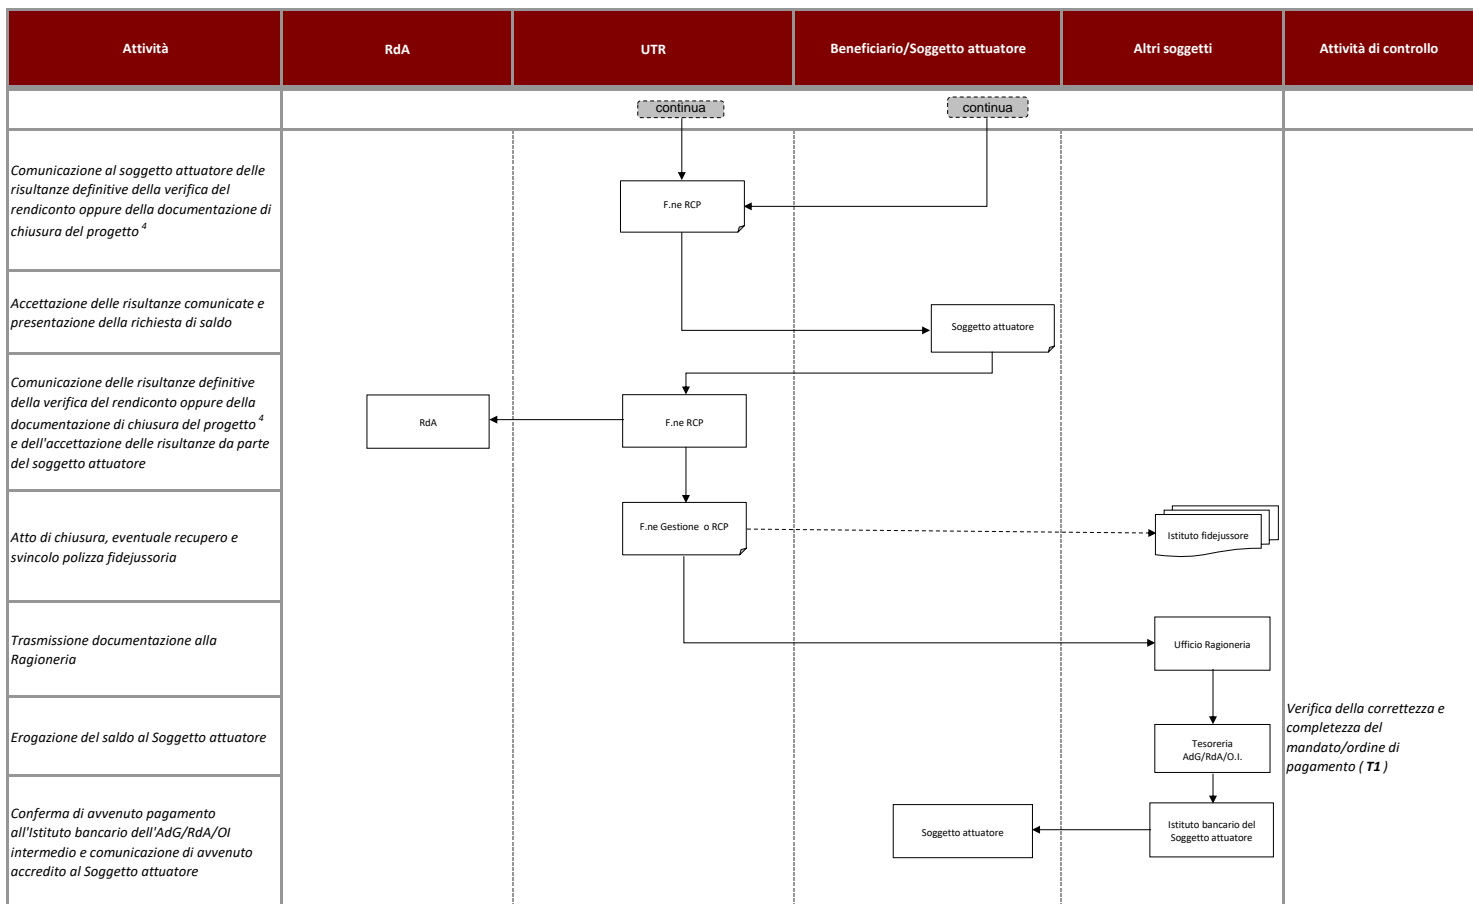 Attività
RdA
UTR
Beneficiario/Soggetto attuatore
Altri soggetti
Attività di controllo
continua
continua
Comunicazione al soggetto attuatore delle
risultanze definitive della verifica del
rendiconto oppure della documentazione di
chiusura del progetto 4
F.ne RCP
Accettazione delle risultanze comunicate e
presentazione della richiesta di saldo
Soggetto attuatore
Comunicazione delle risultanze definitive
della verifica del rendiconto oppure della
documentazione di chiusura del progetto 4
e dell'accettazione delle risultanze da parte
del soggetto attuatore
RdA
F.ne RCP
Atto di chiusura, eventuale recupero e
svincolo polizza fidejussoria
F.ne Gestione o RCP
Istituto fidejussore
Trasmissione documentazione alla
Ragioneria
Ufficio Ragioneria
Erogazione del saldo al Soggetto attuatore
Tesoreria
AdG/RdA/O.I.
Verifica della correttezza e
completezza del
mandato/ordine di
pagamento ( T1 )
Conferma di avvenuto pagamento
all'Istituto bancario dell'AdG/RdA/OI
intermedio e comunicazione di avvenuto
accredito al Soggetto attuatore
Soggetto attuatore
Istituto bancario del
Soggetto attuatore